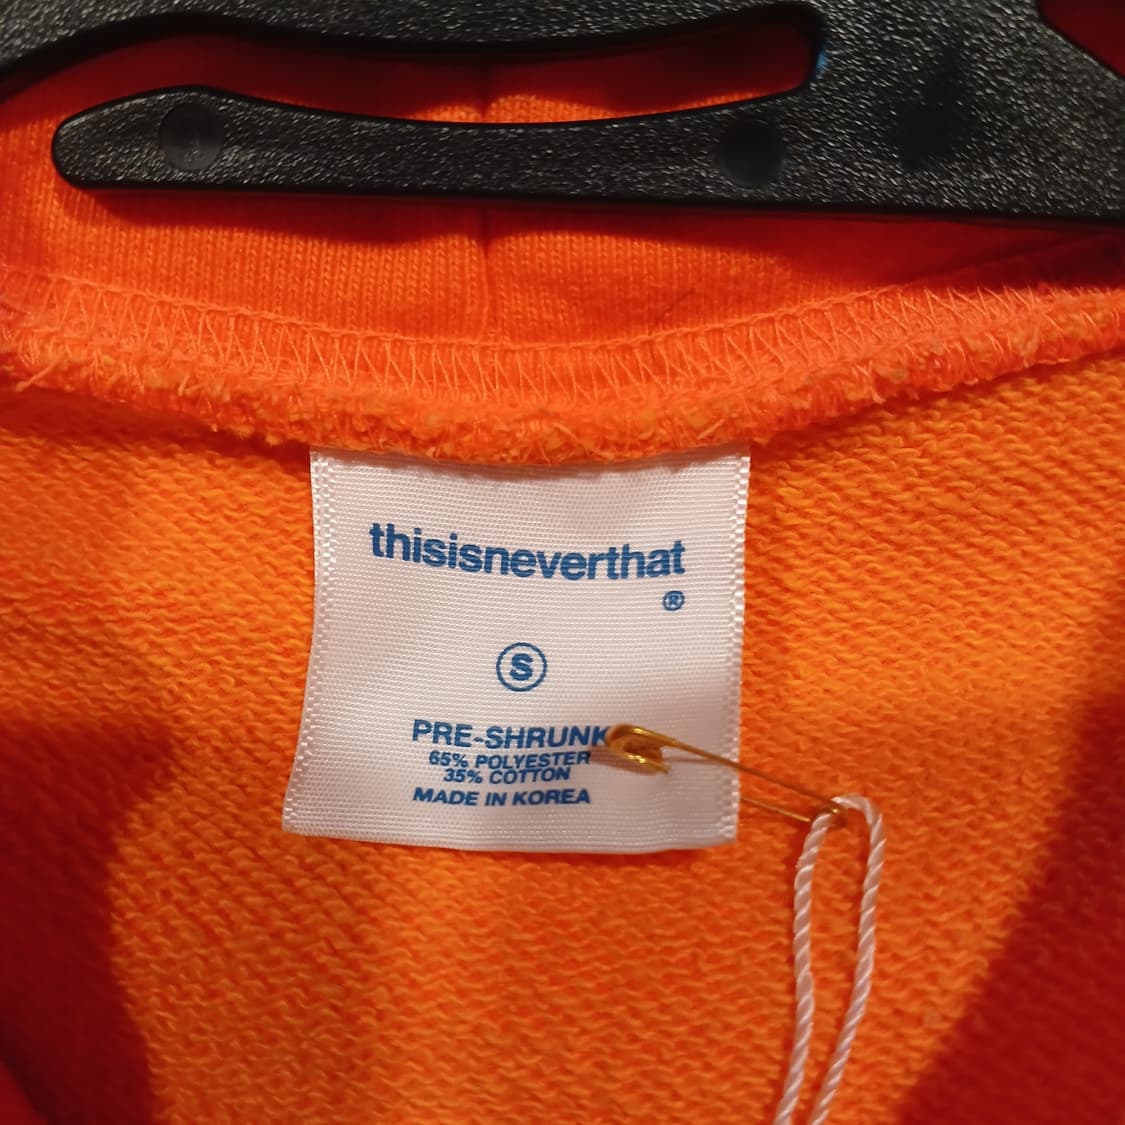 thisisneverthat
®
S
PRE-SHRUNK
65% POLYESTER
35% COTTON
MADE IN KOREA